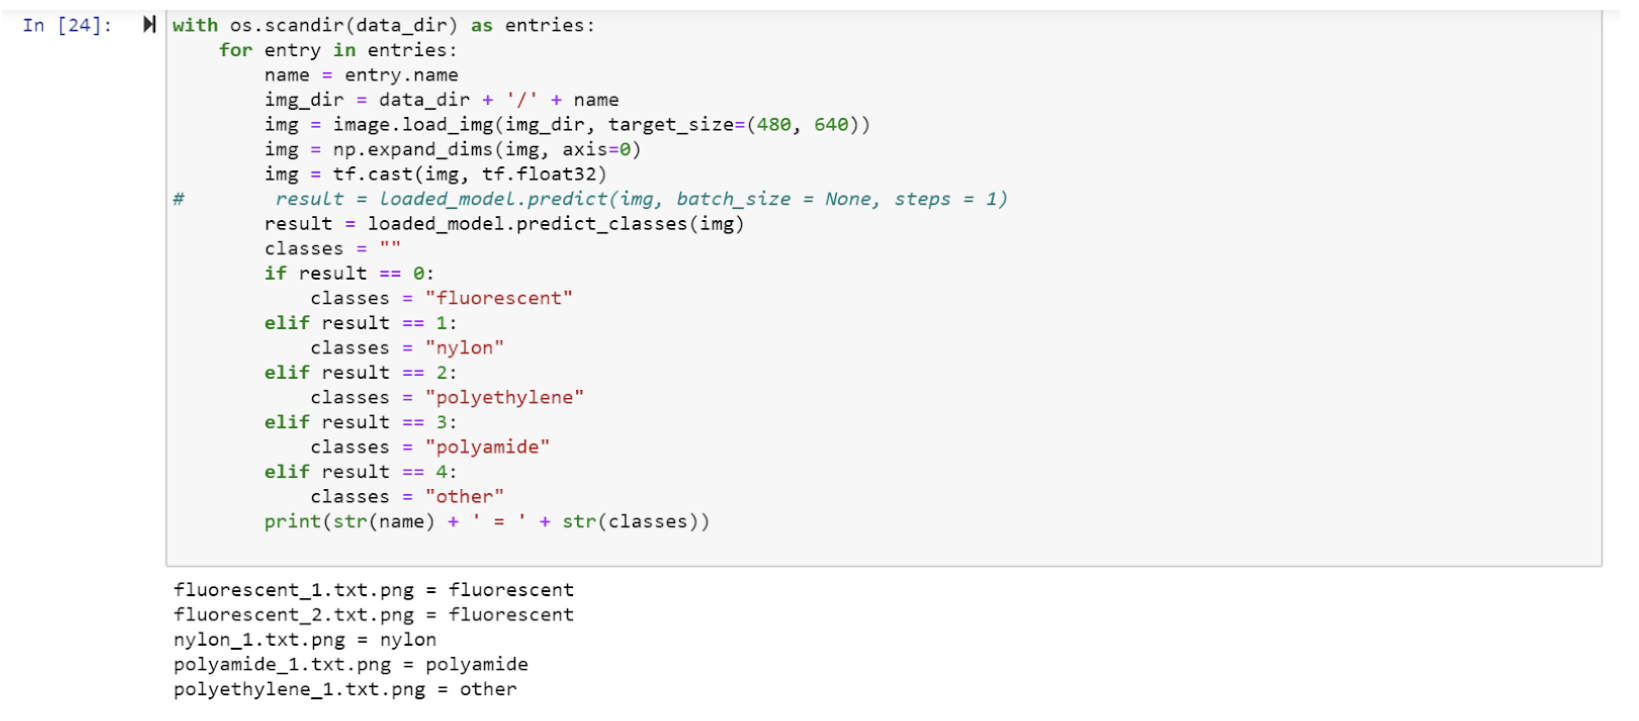 In [24]: with os.scandir(data_dir) as entries:
    for entry in entries:
        name = entry.name
        img_dir = data_dir + '/' + name
        img = image.load_img(img_dir, target_size=(480, 640))
        img = np.expand_dims(img, axis=0)
        img = tf.cast(img, tf.float32)
#        result = loaded_model.predict(img, batch_size = None, steps = 1)
        result = loaded_model.predict_classes(img)
        classes = ""
        if result == 0:
            classes = "fluorescent"
        elif result == 1:
            classes = "nylon"
        elif result == 2:
            classes = "polyethylene"
        elif result == 3:
            classes = "polyamide"
        elif result == 4:
            classes = "other"
        print(str(name) + ' = ' + str(classes))
fluorescent_1.txt.png = fluorescent
fluorescent_2.txt.png = fluorescent
nylon_1.txt.png = nylon
polyamide_1.txt.png = polyamide
polyethylene_1.txt.png = other